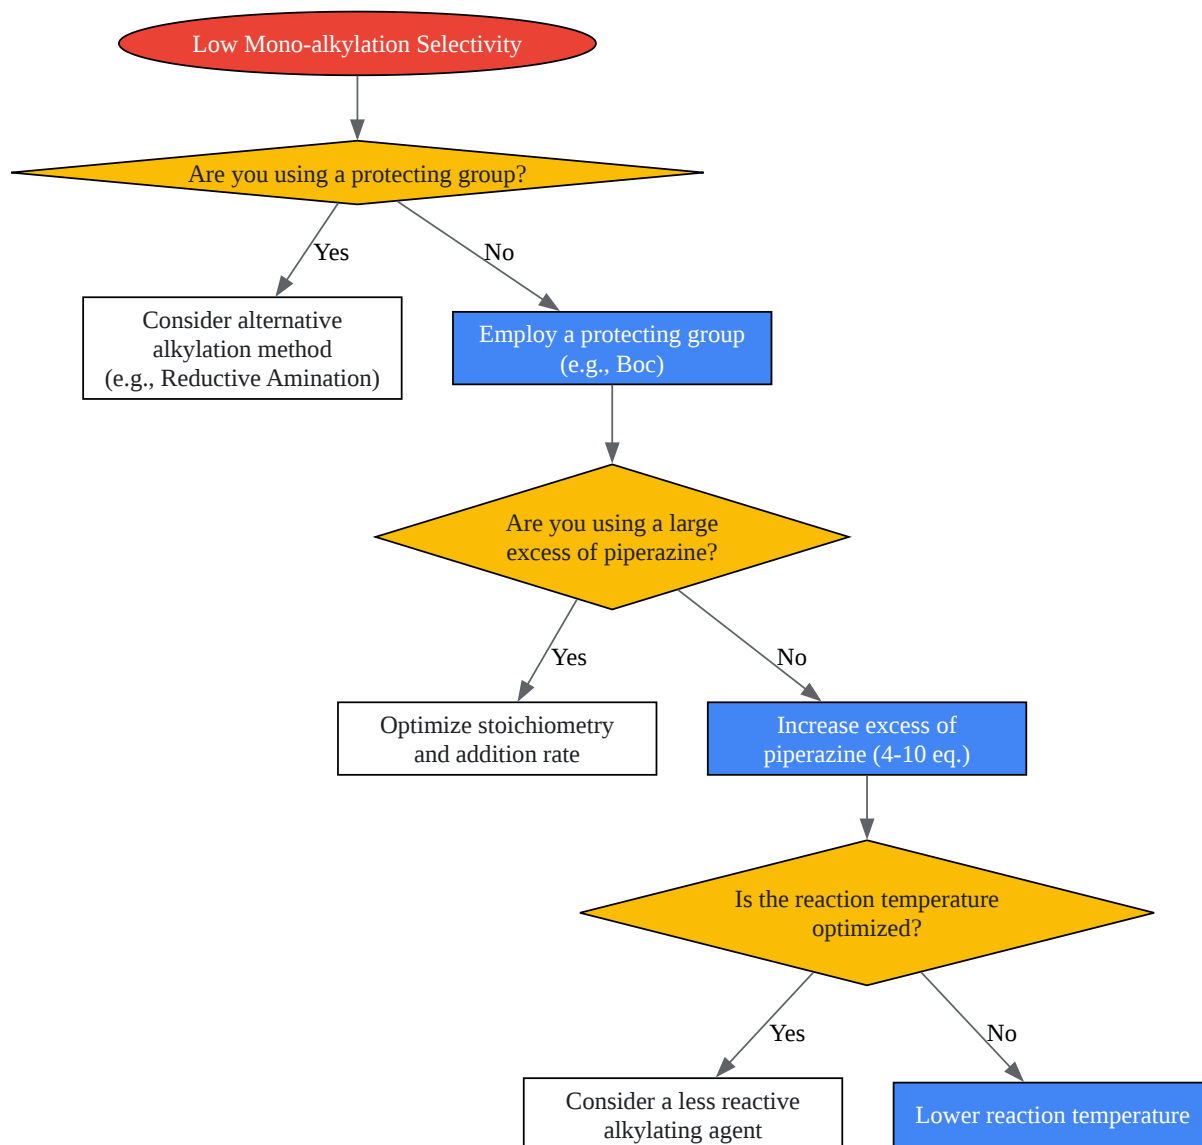 Low Mono-alkylation Selectivity
Are you using a protecting group?
Yes
No
Consider alternative
alkylation method
(e.g., Reductive Amination)
Employ a protecting group
(e.g., Boc)
Are you using a large
excess of piperazine?
Yes
No
Optimize stoichiometry
and addition rate
Increase excess of
piperazine (4-10 eq.)
Is the reaction temperature
optimized?
Yes
No
Consider a less reactive
alkylating agent
Lower reaction temperature